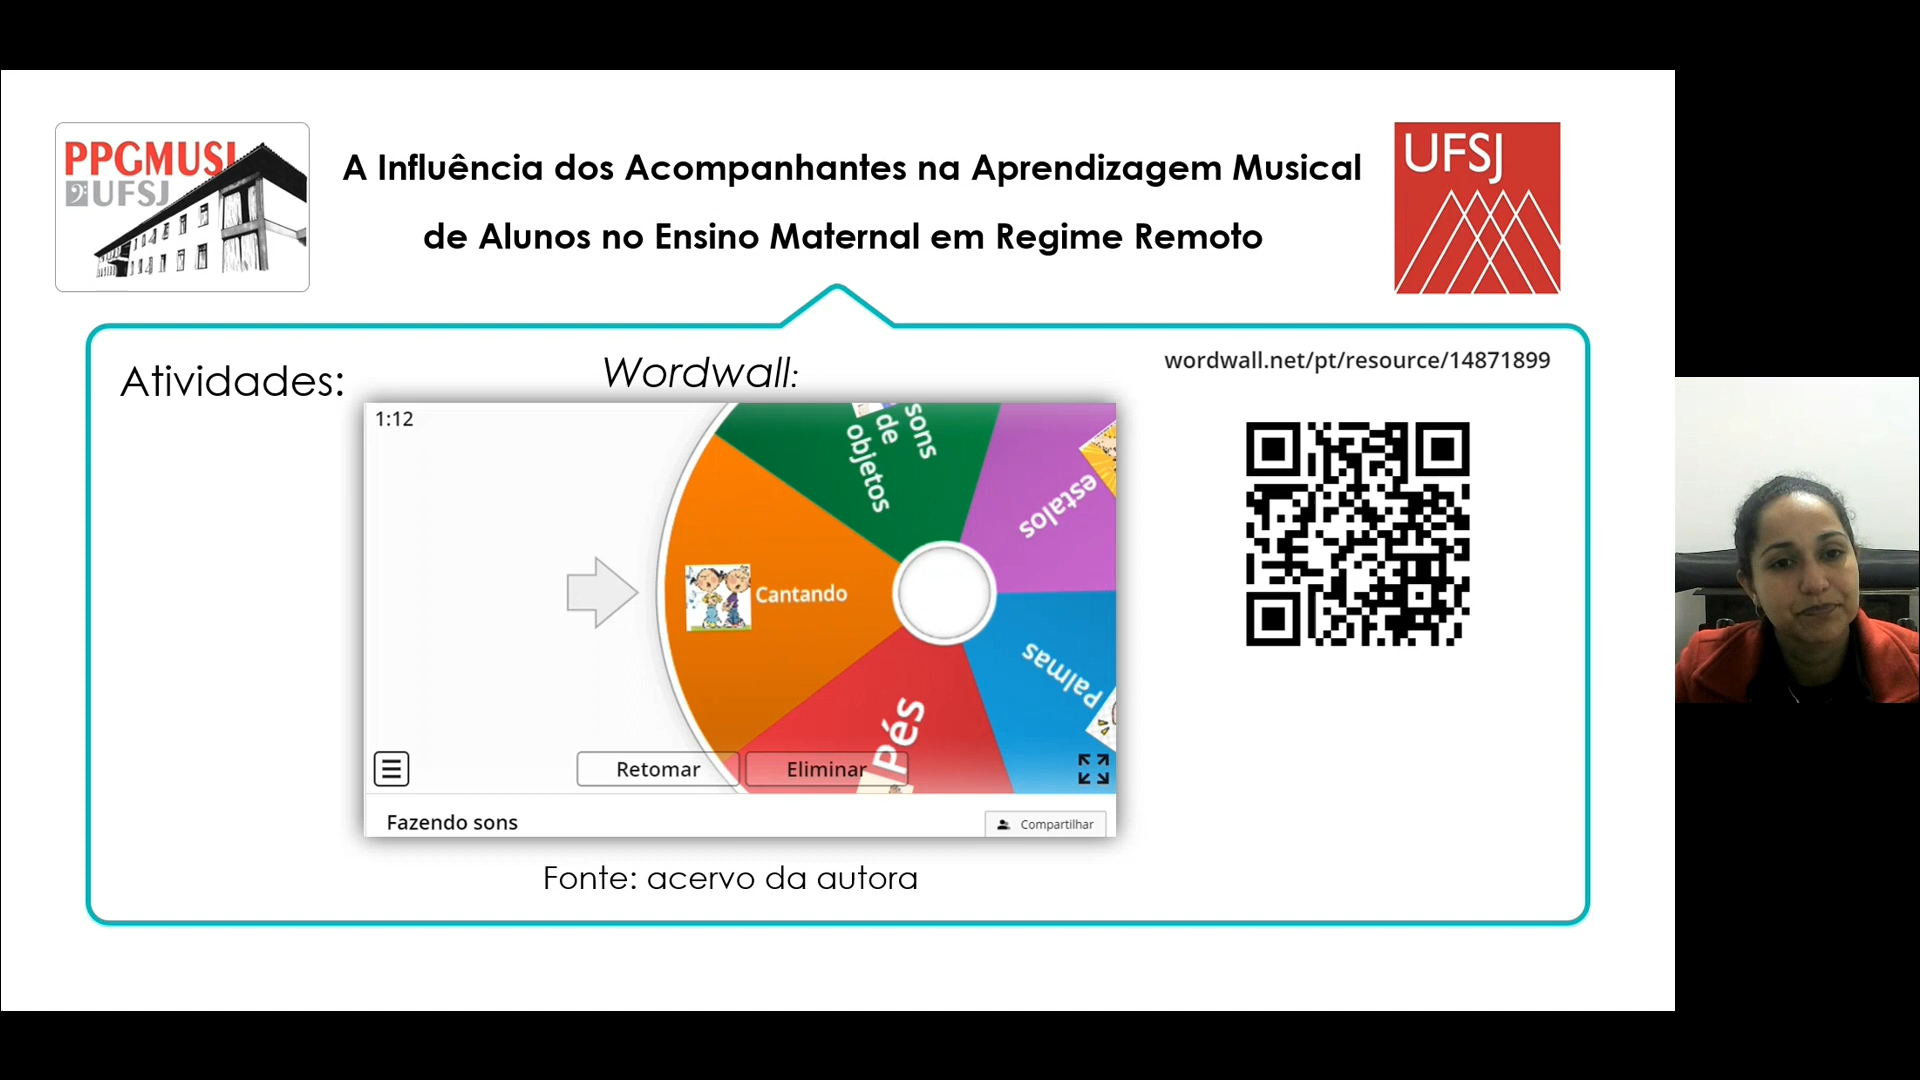 PPGMUSI
UFSJ
A Influência dos Acompanhantes na Aprendizagem Musical
de Alunos no Ensino Maternal em Regime Remoto
UFSJ
Atividades:
Wordwall:
wordwall.net/pt/resource/14871899
1:12
sons
de
objetos
estalos
Cantando
Palmas
Pés
Retomar
Eliminar
Fazendo sons
Compartilhar
Fonte: acervo da autora